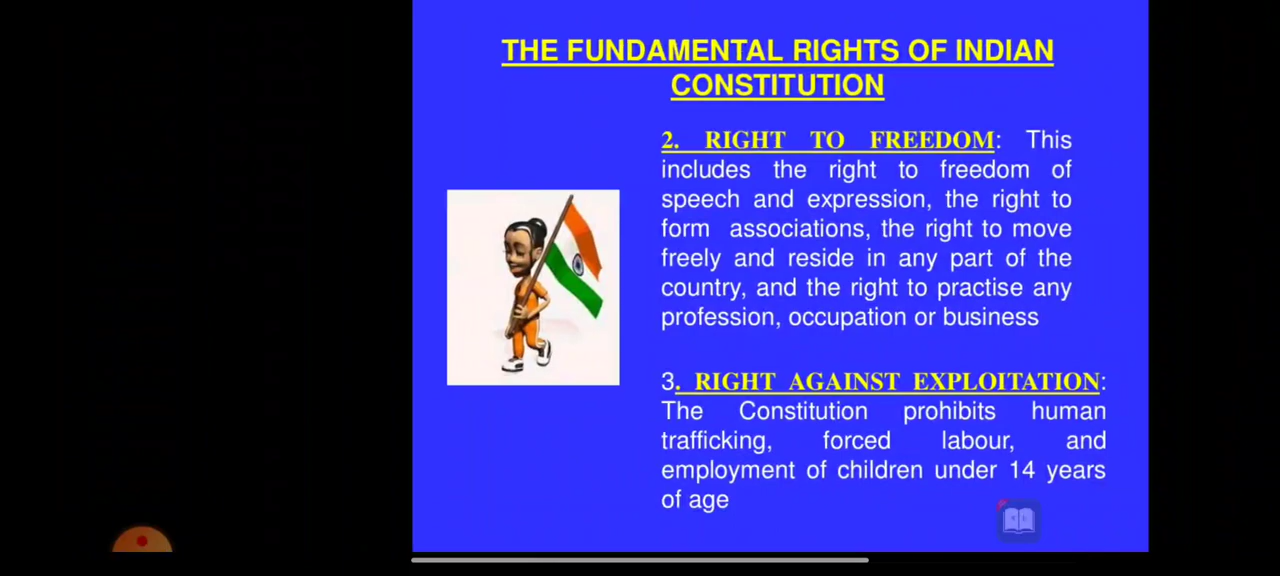 THE FUNDAMENTAL RIGHTS OF INDIAN
CONSTITUTION
2. RIGHT TO FREEDOM: This
includes the right to freedom of
speech and expression, the right to
form associations, the right to move
freely and reside in any part of the
country, and the right to practise any
profession, occupation or business
3. RIGHT AGAINST EXPLOITATION:
The Constitution prohibits human
trafficking, forced labour, and
employment of children under 14 years
of age